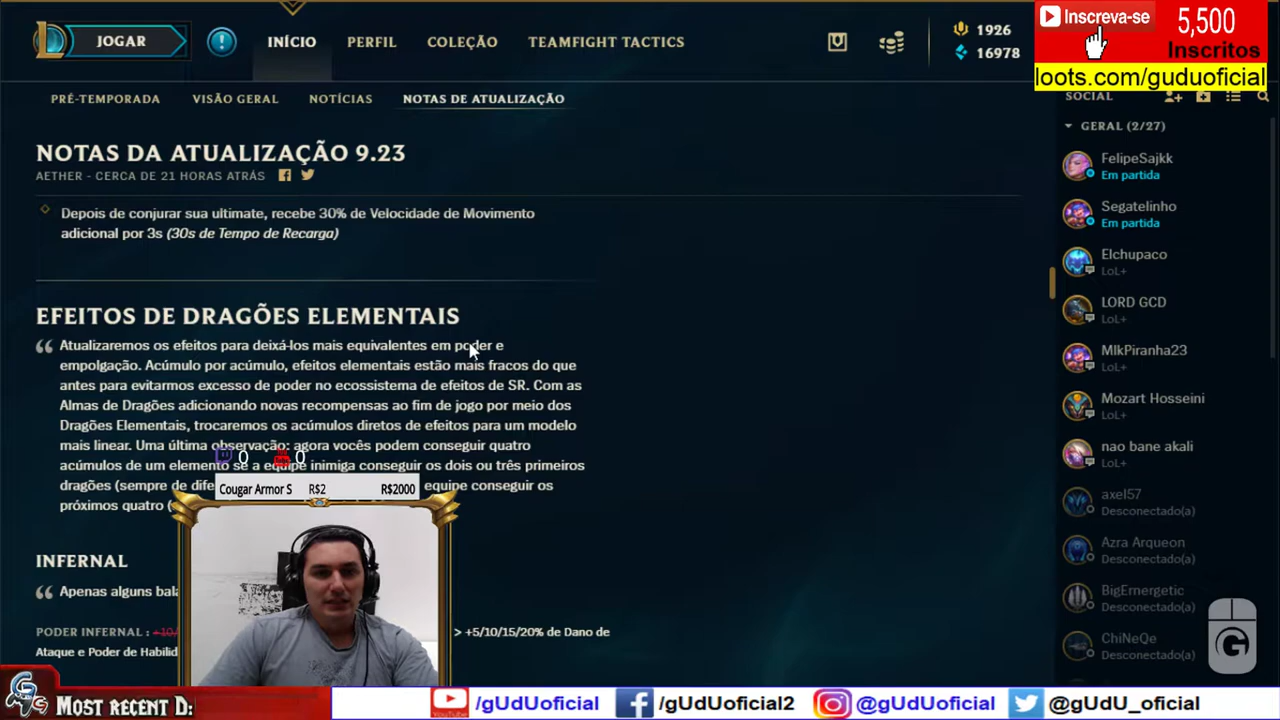 JOGAR
INÍCIO
PERFIL
COLEÇÃO
TEAMFIGHT TACTICS
1926
16978
Inscreva-se
5,500
Inscritos
loots.com/guduoficial
PRÉ-TEMPORADA
VISÃO GERAL
NOTÍCIAS
NOTAS DE ATUALIZAÇÃO
NOTAS DA ATUALIZAÇÃO 9.23
AETHER - CERCA DE 21 HORAS ATRÁS
Depois de conjurar sua ultimate, recebe 30% de Velocidade de Movimento
adicional por 3s (30s de Tempo de Recarga)
EFEITOS DE DRAGÕES ELEMENTAIS
Atualizaremos os efeitos para deixá-los mais equivalentes em poder e
empolgação. Acúmulo por acúmulo, efeitos elementais estão mais fracos do que
antes para evitarmos excesso de poder no ecossistema de efeitos de SR. Com as
Almas de Dragões adicionando novas recompensas ao fim de jogo por meio dos
Dragões Elementais, trocaremos os acúmulos diretos de efeitos para um modelo
mais linear. Uma última observação: agora vocês podem conseguir quatro
acúmulos de um elemento se a equipe inimiga conseguir os dois ou três primeiros
dragões (sempre de dife equipe conseguir os
próximos quatro (
0 0
Cougar Armor S R$2 R$2000
INFERNAL
Apenas alguns bala
PODER INFERNAL : +10/ > +5/10/15/20% de Dano de
Ataque e Poder de Habilid
SOCIAL
GERAL (2/27)
FelipeSajkk
Em partida
Segatelinho
Em partida
Elchupaco
LoL+
LORD GCD
LoL+
MlkPiranha23
LoL+
Mozart Hosseini
LoL+
nao bane akali
LoL+
axel57
Desconectado(a)
Azra Arqueon
Desconectado(a)
BigEmergetic
Desconectado(a)
ChiNeQe
Desconectado(a)
MOST RECENT D:
/gUdUoficial
/gUdUoficial2
@gUdUoficial
@gUdU_oficial